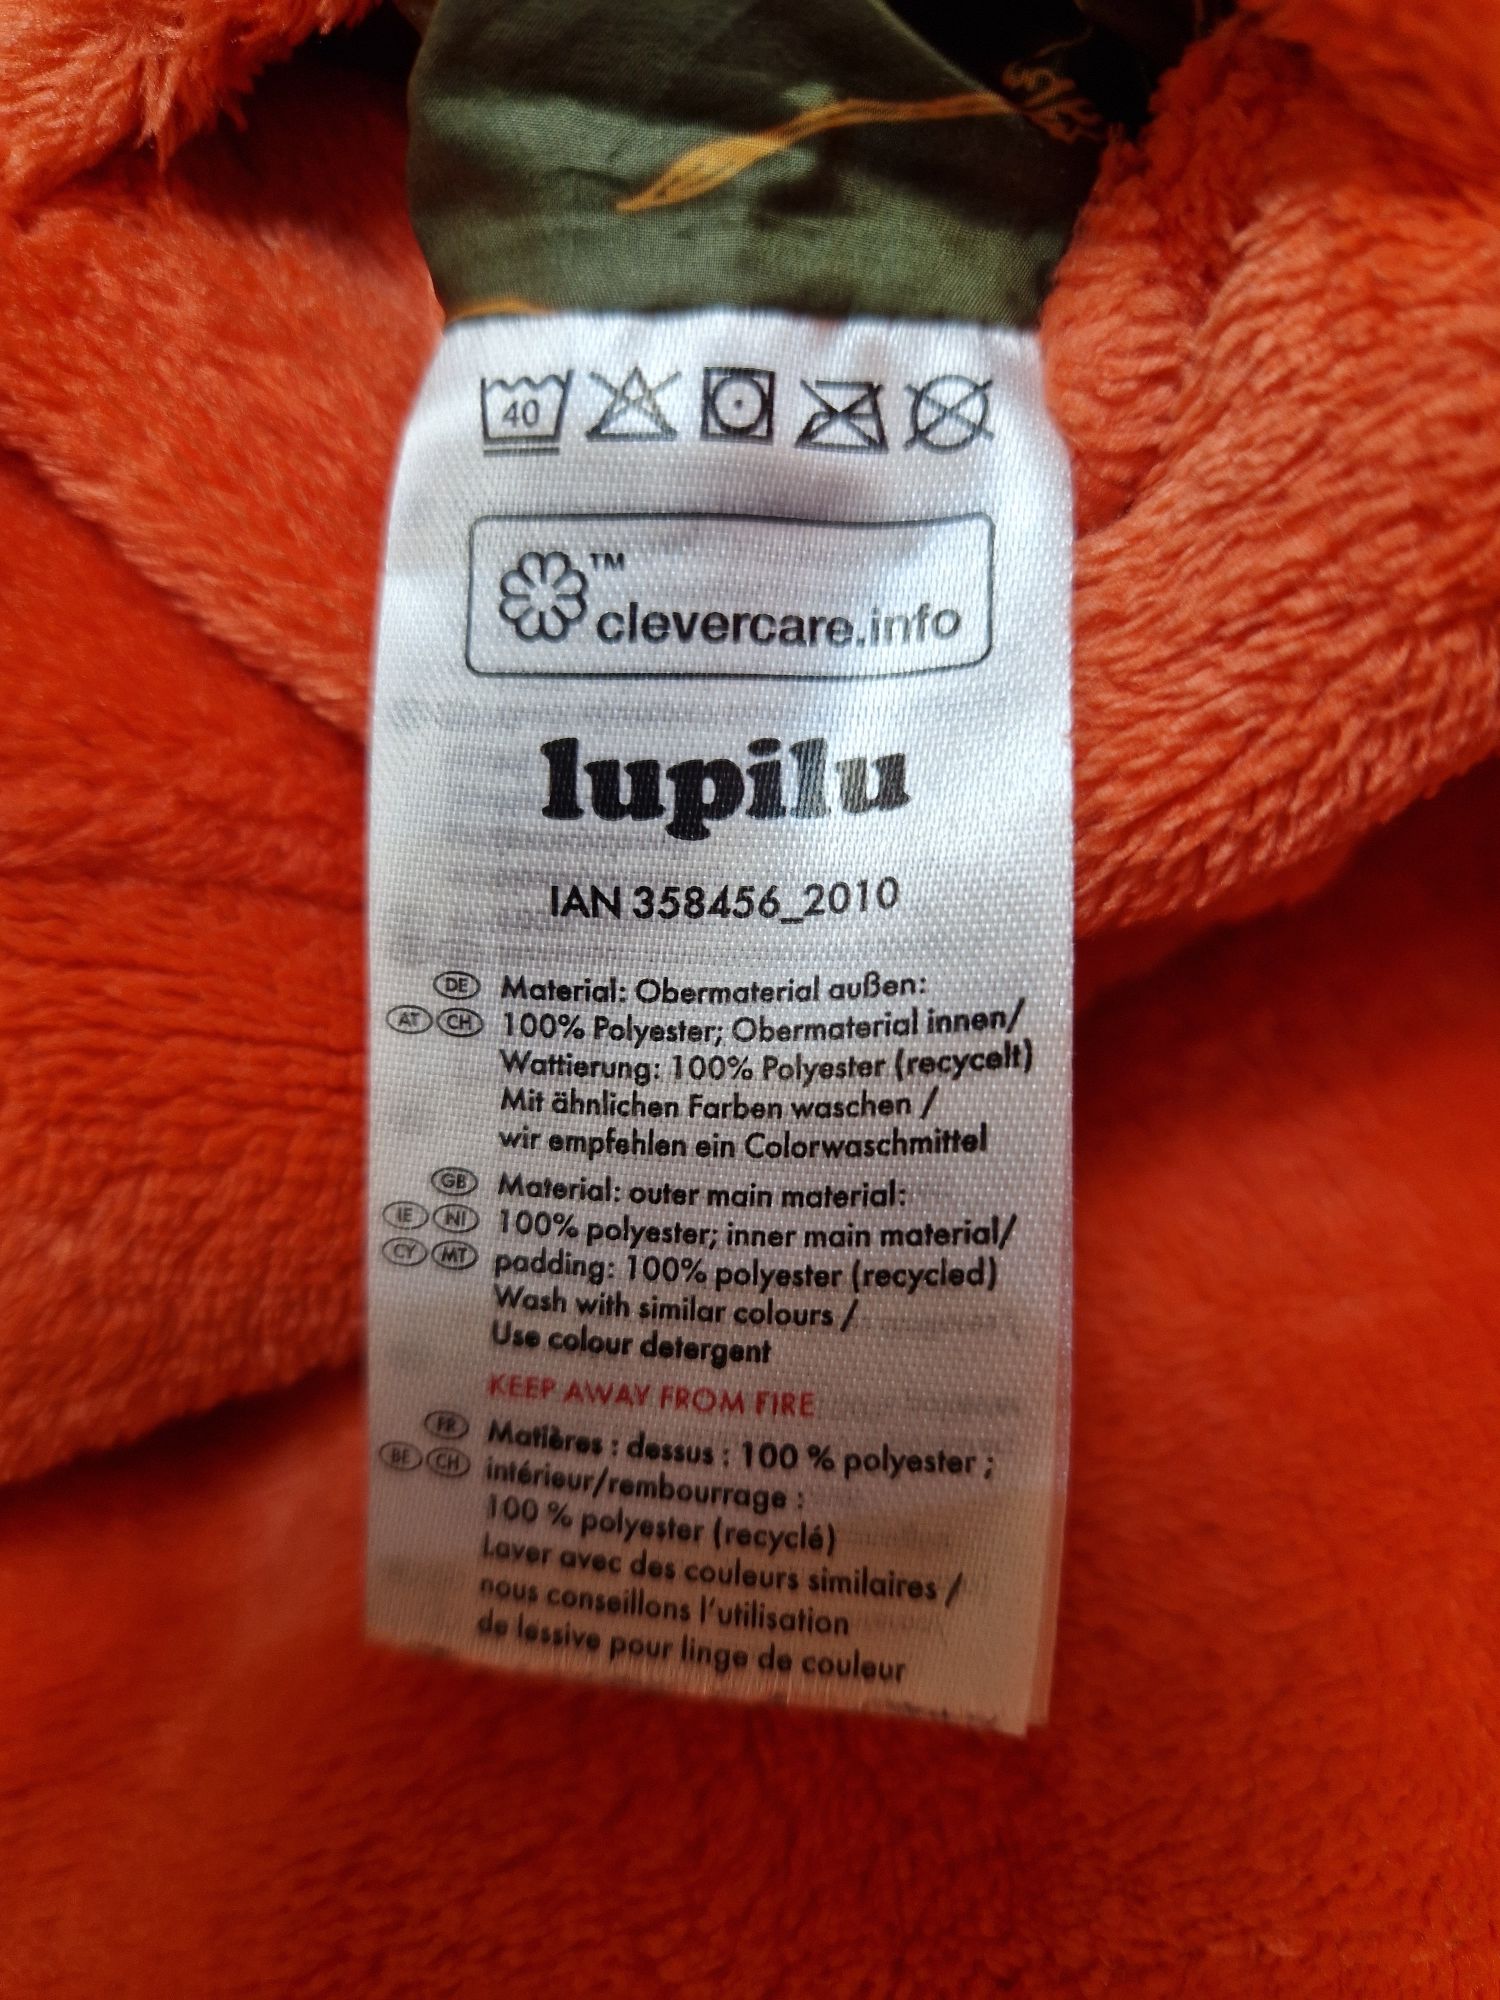 40
™
clevercare.info
lupilu
IAN 358456_2010
DE Material: Obermaterial außen:
AT CH 100% Polyester; Obermaterial innen/
Wattierung: 100% Polyester (recycelt)
Mit ähnlichen Farben waschen /
wir empfehlen ein Colorwaschmittel
GB Material: outer main material:
IE NI 100% polyester; inner main material/
CY MT padding: 100% polyester (recycled)
Wash with similar colours /
Use colour detergent
KEEP AWAY FROM FIRE
FR Matières : dessus : 100 % polyester ;
BE CH intérieur/rembourrage :
100 % polyester (recyclé)
Laver avec des couleurs similaires /
nous conseillons l'utilisation
de lessive pour linge de couleur